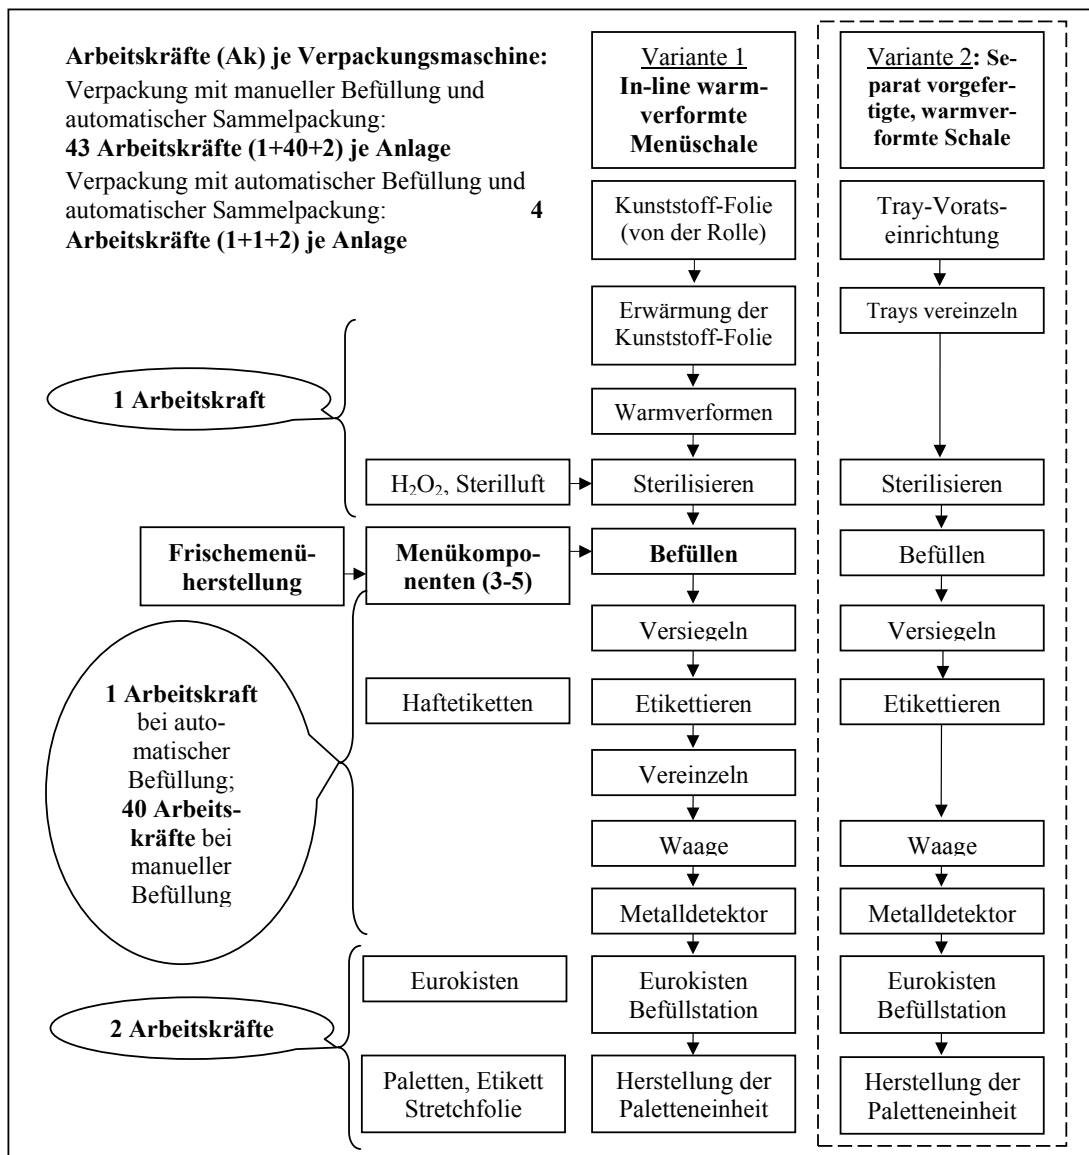 Arbeitskräfte (Ak) je Verpackungsmaschine:
Verpackung mit manueller Befüllung und
automatischer Sammelpackung:
43 Arbeitskräfte (1+40+2) je Anlage
Verpackung mit automatischer Befüllung und
automatischer Sammelpackung: 4
Arbeitskräfte (1+1+2) je Anlage
Variante 1
In-line warm-
verformte
Menüschale
Variante 2: Se-
parat vorgefer-
tigte, warmver-
formte Schale
Kunststoff-Folie
(von der Rolle)
Tray-Vorats-
einrichtung
Erwärmung der
Kunststoff-Folie
Trays vereinzeln
1 Arbeitskraft
Warmverformen
H₂O₂, Sterilluft
Sterilisieren
Sterilisieren
Frischemenü-
herstellung
Menükompo-
nenten (3-5)
Befüllen
Befüllen
Versiegeln
Versiegeln
1 Arbeitskraft
bei auto-
matischer
Befüllung;
40 Arbeits-
kräfte bei
manueller
Befüllung
Haftetiketten
Etikettieren
Etikettieren
Vereinzeln
Waage
Waage
Metalldetektor
Metalldetektor
2 Arbeitskräfte
Eurokisten
Eurokisten
Befüllstation
Eurokisten
Befüllstation
Paletten, Etikett
Stretchfolie
Herstellung der
Paletteneinheit
Herstellung der
Paletteneinheit